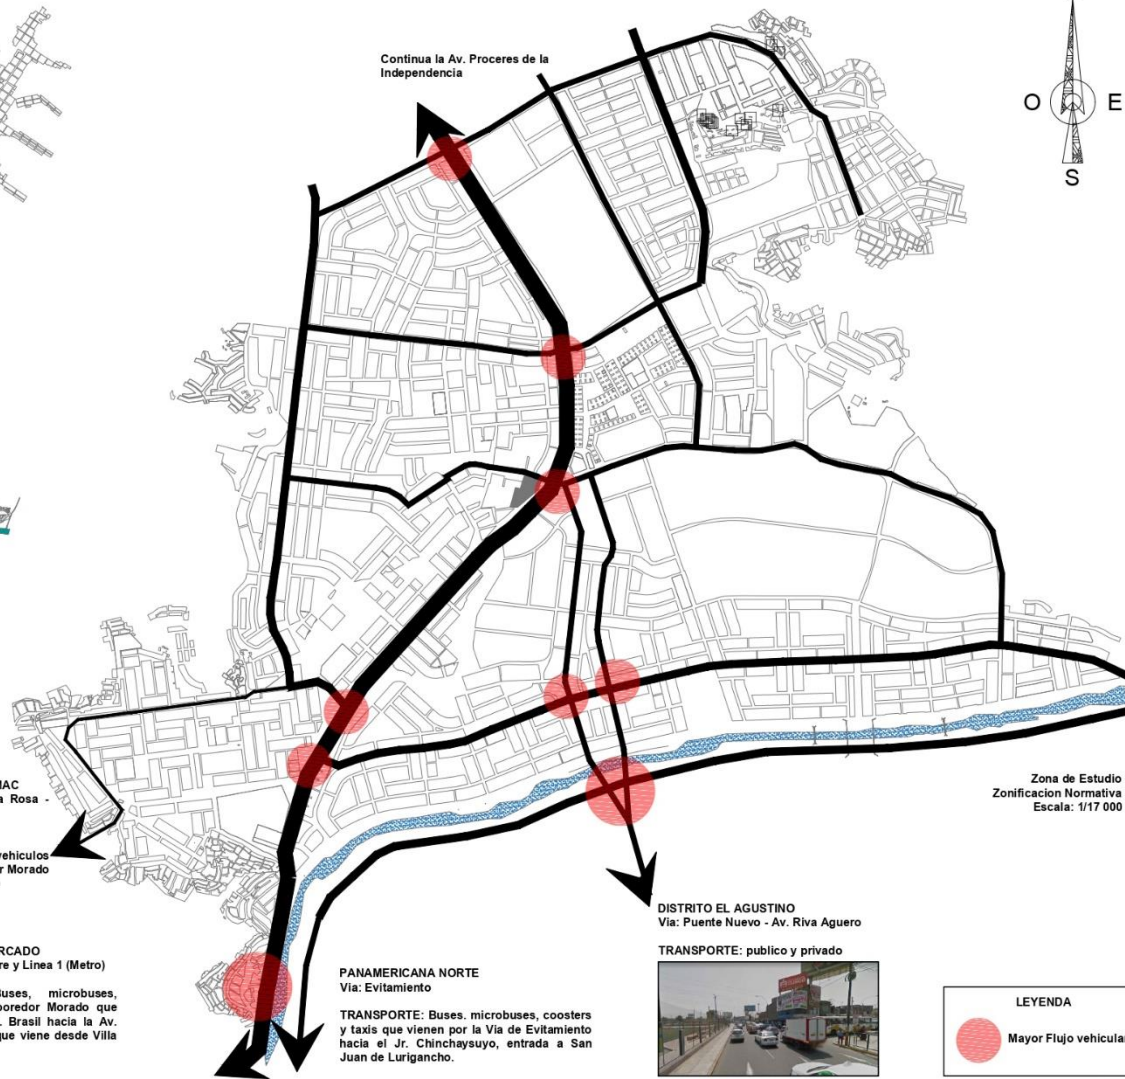 Continua la Av. Proceres de la
Independencia
O
E
S
MAC
a Rosa -
vehiculos
r Morado
RCADO
re y Linea 1 (Metro)
Buses, microbuses,
oredor Morado que
. Brasil hacia la Av.
que viene desde Villa
PANAMERICANA NORTE
Via: Evitamiento
TRANSPORTE: Buses. microbuses, coosters
y taxis que vienen por la Via de Evitamiento
hacia el Jr. Chinchaysuyo, entrada a San
Juan de Lurigancho.
DISTRITO EL AGUSTINO
Via: Puente Nuevo - Av. Riva Aguero
TRANSPORTE: publico y privado
Zona de Estudio
Zonificacion Normativa
Escala: 1/17 000
LEYENDA
Mayor Flujo vehicular